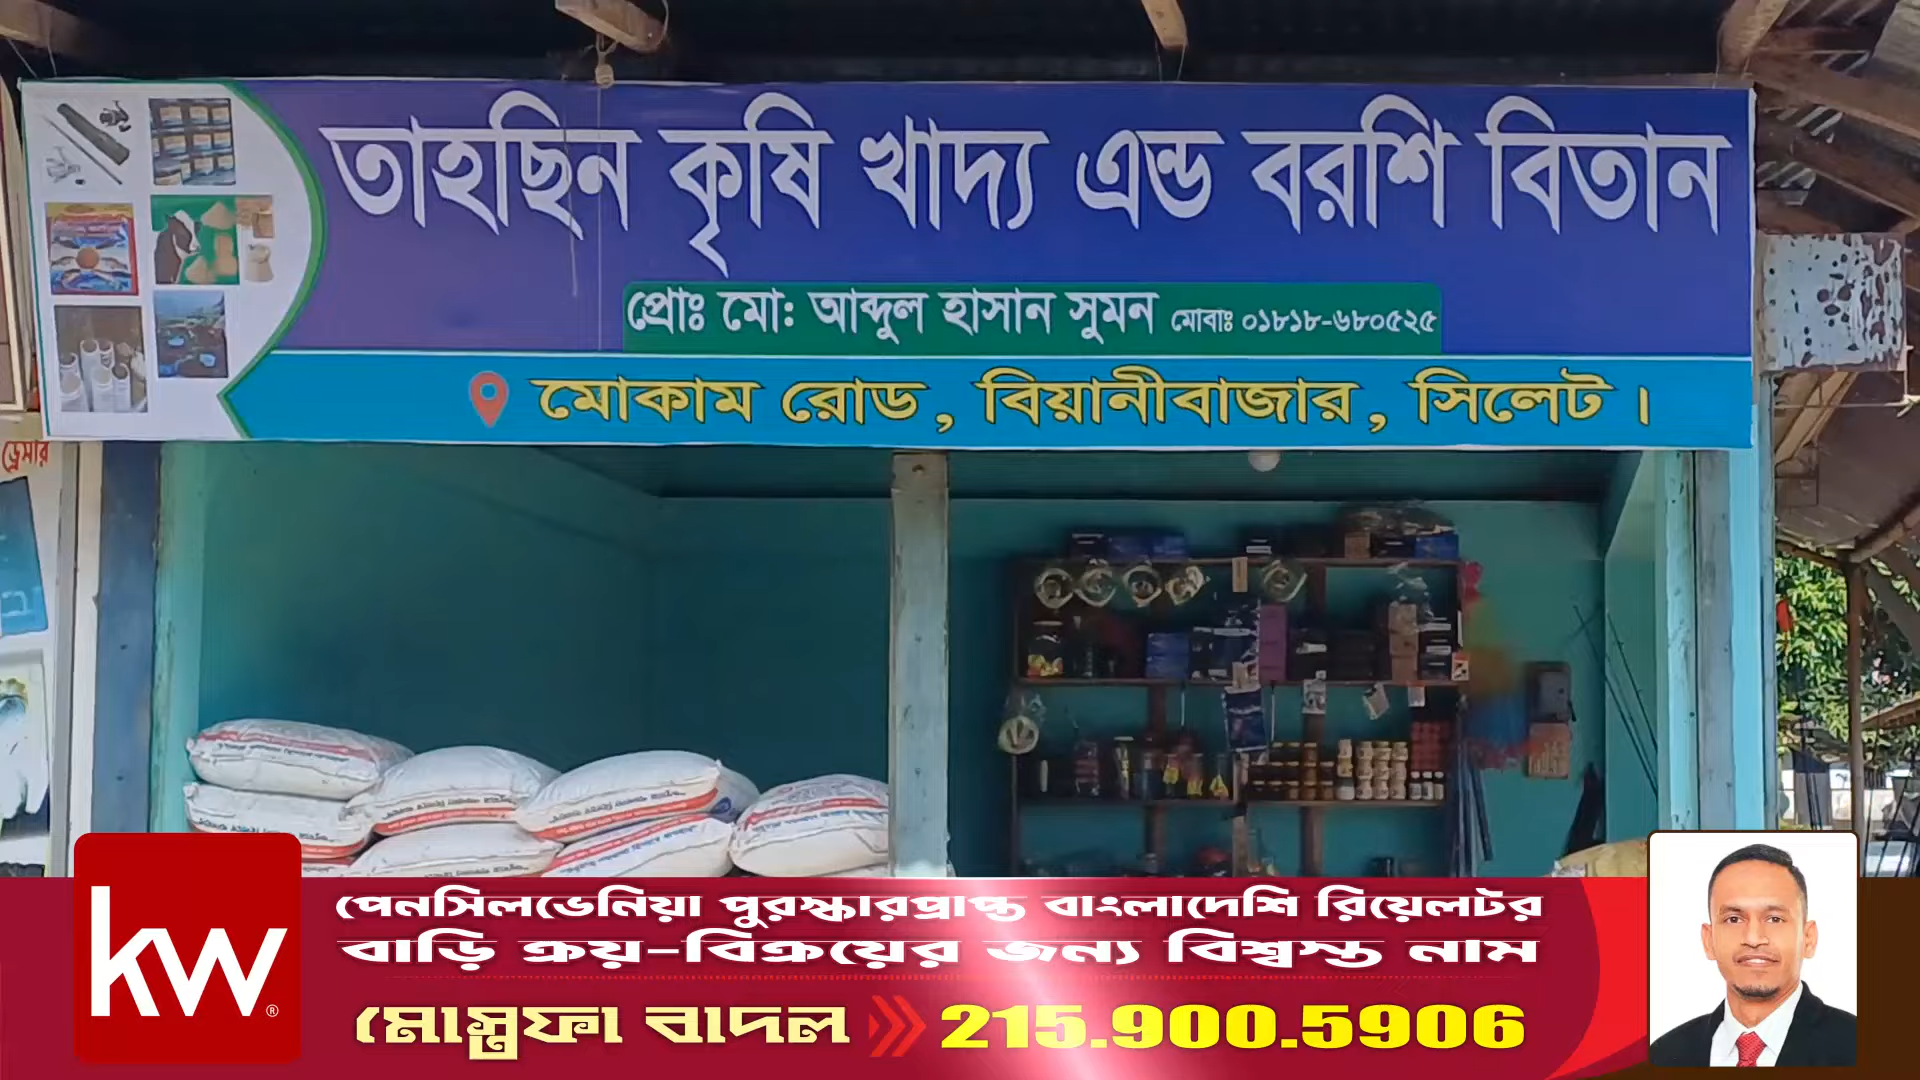 তাহছিন কৃষি খাদ্য এন্ড বরশি বিতান
প্রোঃ মো: আব্দুল হাসান সুমন মোবাঃ ০১৮১৮-৬৮০৫২৫
মোকাম রোড, বিয়ানীবাজার, সিলেট।
ড্রেসার
kw®
পেনসিলভেনিয়া পুরস্কারপ্রাপ্ত বাংলাদেশি রিয়েলটর
বাড়ি ক্রয়-বিক্রয়ের জন্য বিশ্বস্ত নাম
মোস্তফা বাদল 215.900.5906